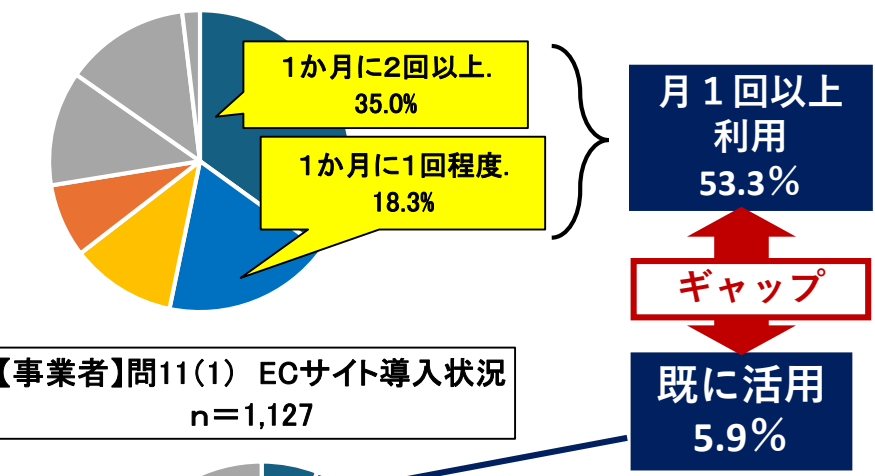 1か月に2回以上.
35.0%
1か月に1回程度.
18.3%
月1回以上
利用
53.3%
ギャップ
【事業者】問11(1) ECサイト導入状況
n=1,127
既に活用
5.9%